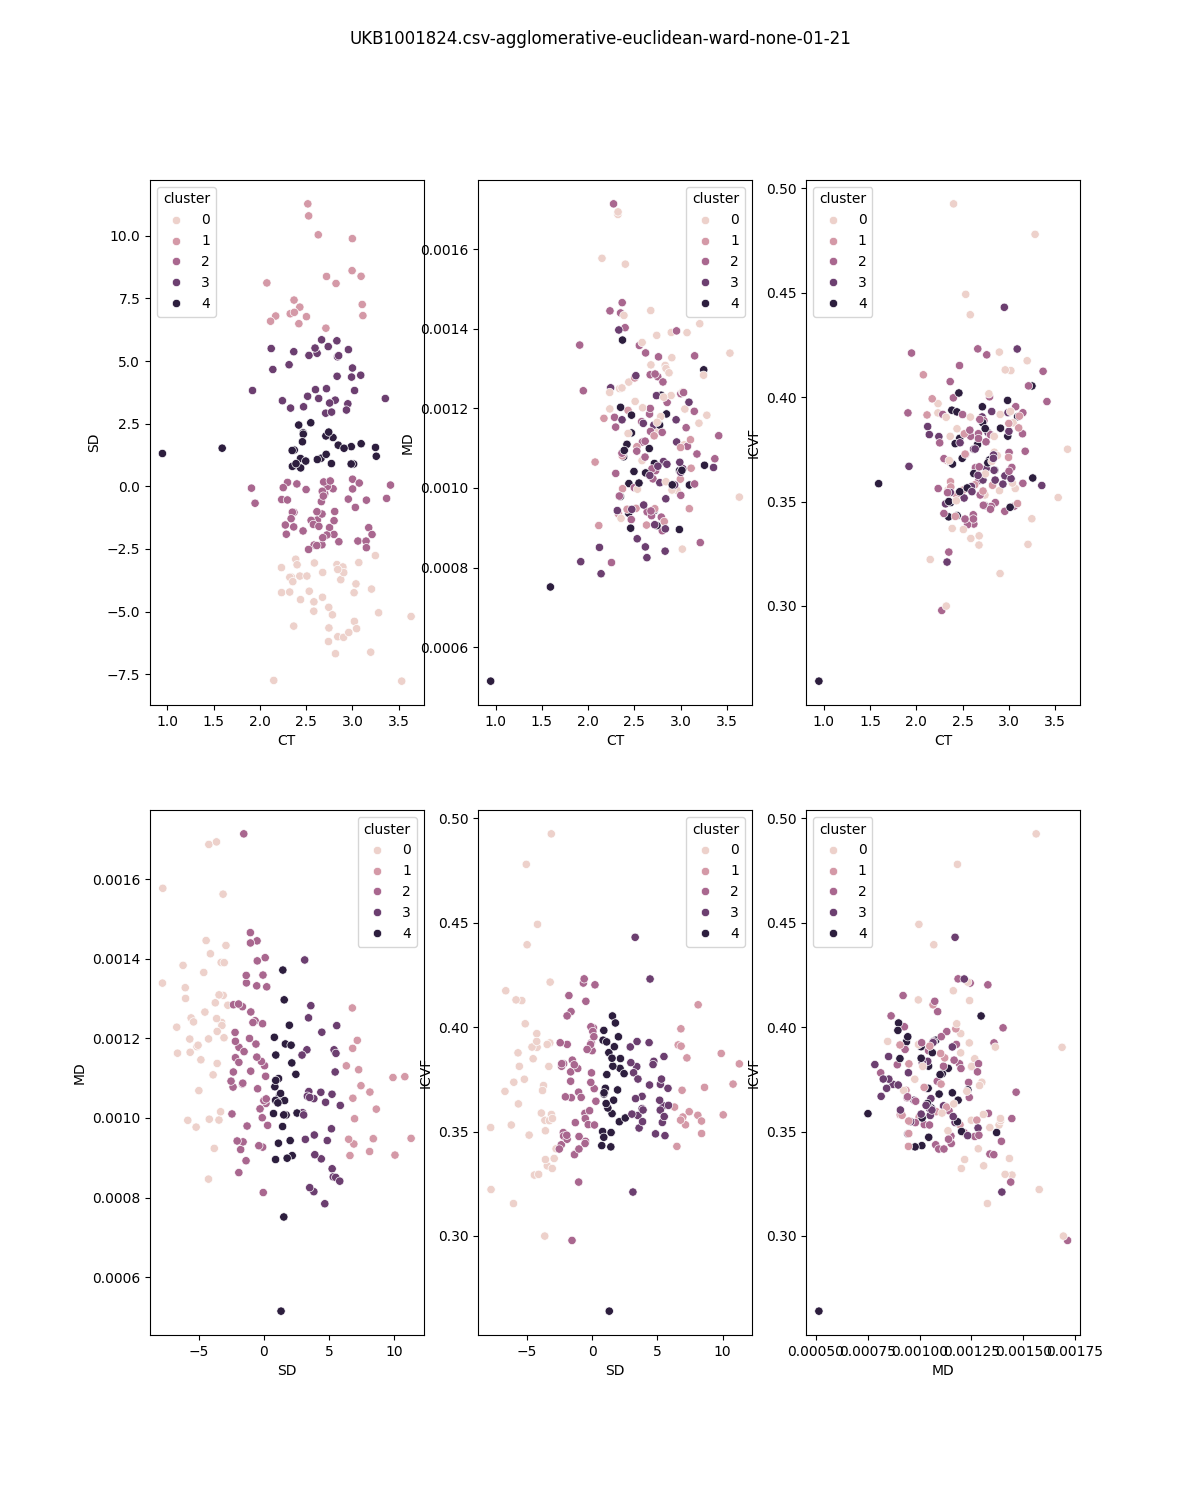 UKB1001824.csv-agglomerative-euclidean-ward-none-01-21
cluster
0
1
2
3
4
10.0
7.5
5.0
2.5
0.0
−2.5
−5.0
−7.5
SD
1.0 1.5 2.0 2.5 3.0 3.5
CT
cluster
0
1
2
3
4
0.0016
0.0014
0.0012
0.0010
0.0008
0.0006
MD
1.0 1.5 2.0 2.5 3.0 3.5
CT
cluster
0
1
2
3
4
0.50
0.45
0.40
0.35
0.30
ICVF
1.0 1.5 2.0 2.5 3.0 3.5
CT
cluster
0
1
2
3
4
0.0016
0.0014
0.0012
0.0010
0.0008
0.0006
MD
−5 0 5 10
SD
cluster
0
1
2
3
4
0.50
0.45
0.40
0.35
0.30
ICVF
−5 0 5 10
SD
cluster
0
1
2
3
4
0.50
0.45
0.40
0.35
0.30
ICVF
0.00050 0.00075 0.00100 0.00125 0.00150 0.00175
MD